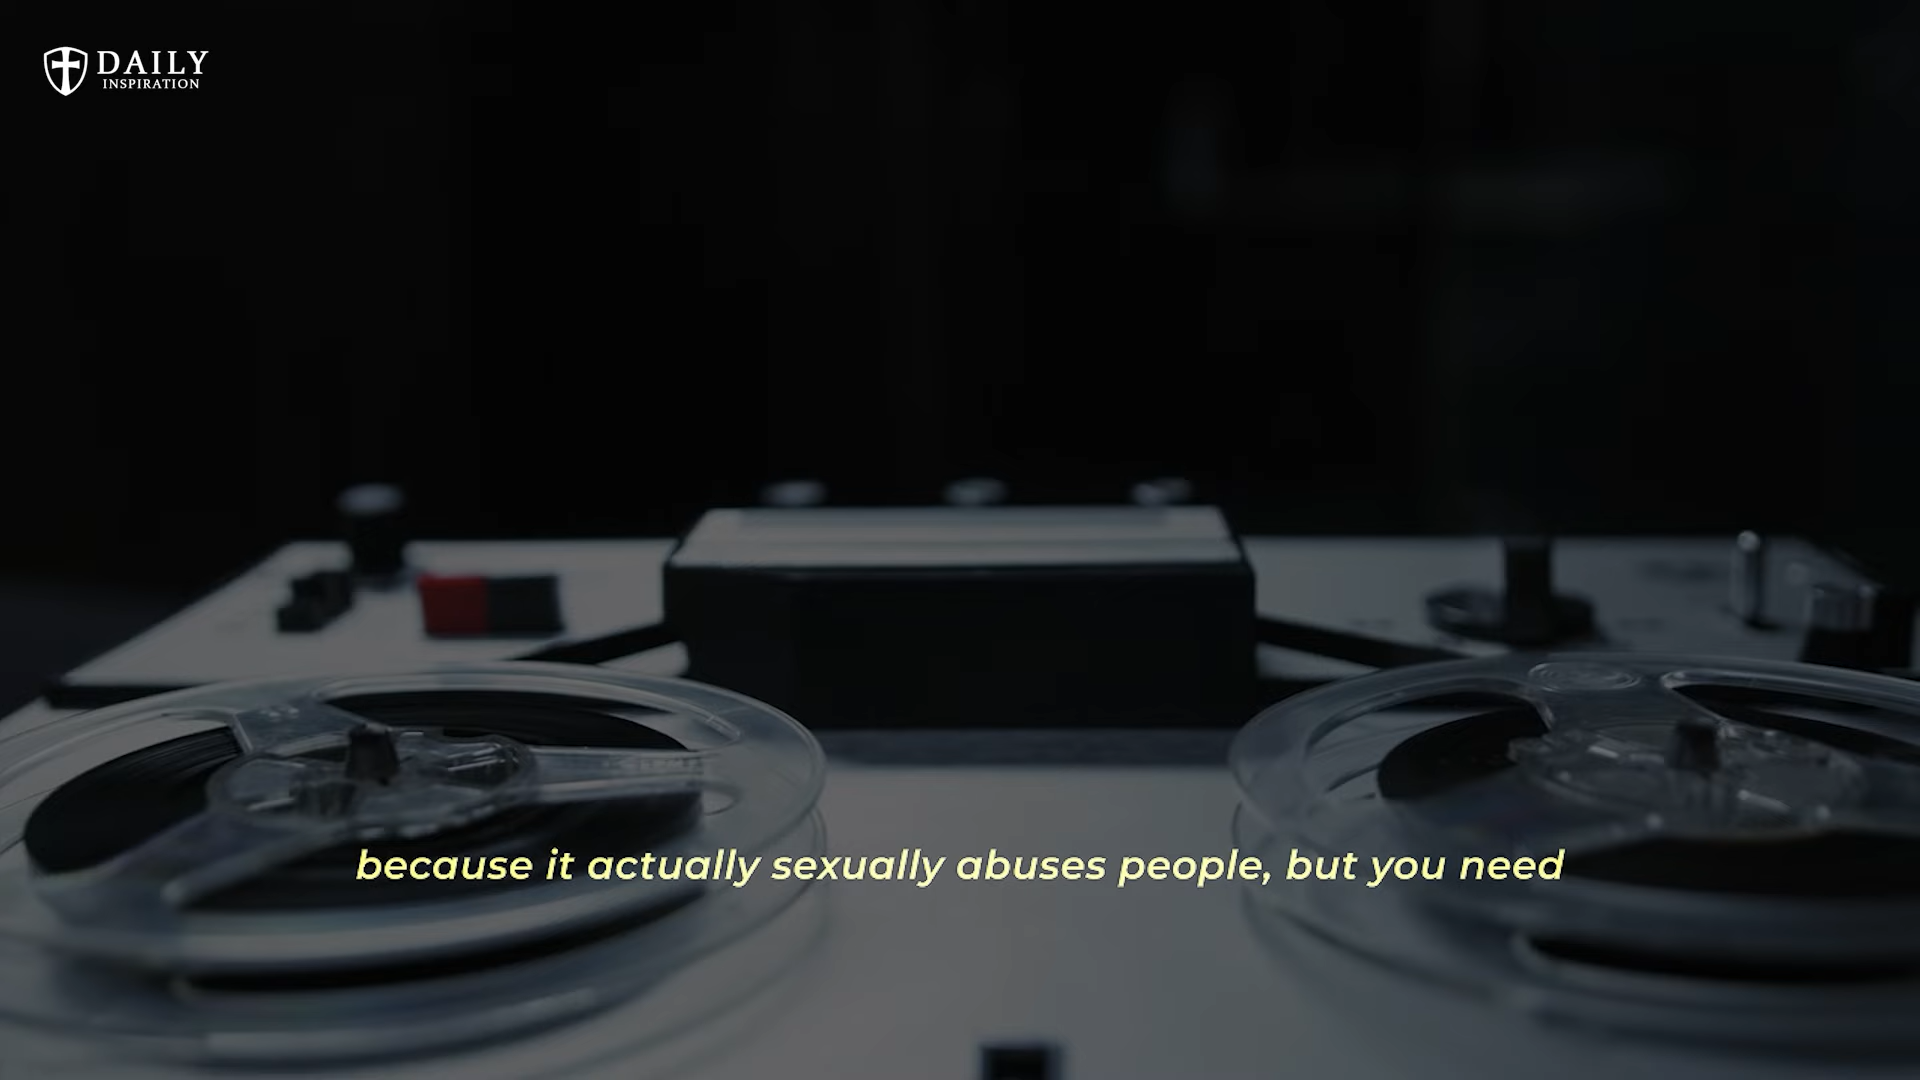 DAILY
INSPIRATION
because it actually sexually abuses people, but you need